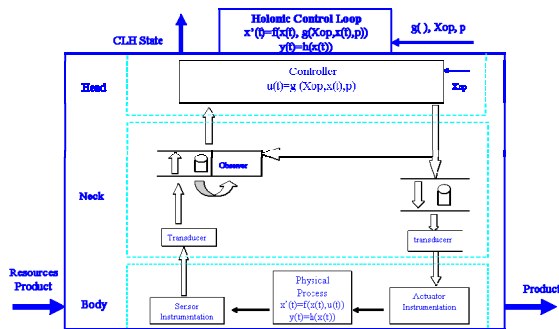 Holonic Control Loop
x'(t)=f(x(t), g(Xop,x(t),p))
y(t)=h(x(t))
g( ), Xop, p
CLH State
Controller
u(t)=g (Xop,x(t),p)
Xop
Head
Observer
Neck
Transducer
transducerr
Resources
Product
Body
Sensor
Instrumentation
Physical
Process
x'(t)=f(x(t),u(t))
y(t)=h(x(t))
Actuator
Instrumentation
Product